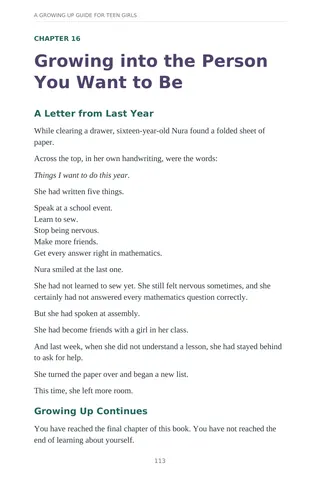 A GROWING UP GUIDE FOR TEEN GIRLS
CHAPTER 16
Growing into the Person
You Want to Be
A Letter from Last Year
While clearing a drawer, sixteen-year-old Nura found a folded sheet of
paper.
Across the top, in her own handwriting, were the words:
Things I want to do this year.
She had written five things.
Speak at a school event.
Learn to sew.
Stop being nervous.
Make more friends.
Get every answer right in mathematics.
Nura smiled at the last one.
She had not learned to sew yet. She still felt nervous sometimes, and she
certainly had not answered every mathematics question correctly.
But she had spoken at assembly.
She had become friends with a girl in her class.
And last week, when she did not understand a lesson, she had stayed behind
to ask for help.
She turned the paper over and began a new list.
This time, she left more room.
Growing Up Continues
You have reached the final chapter of this book. You have not reached the
end of learning about yourself.
113